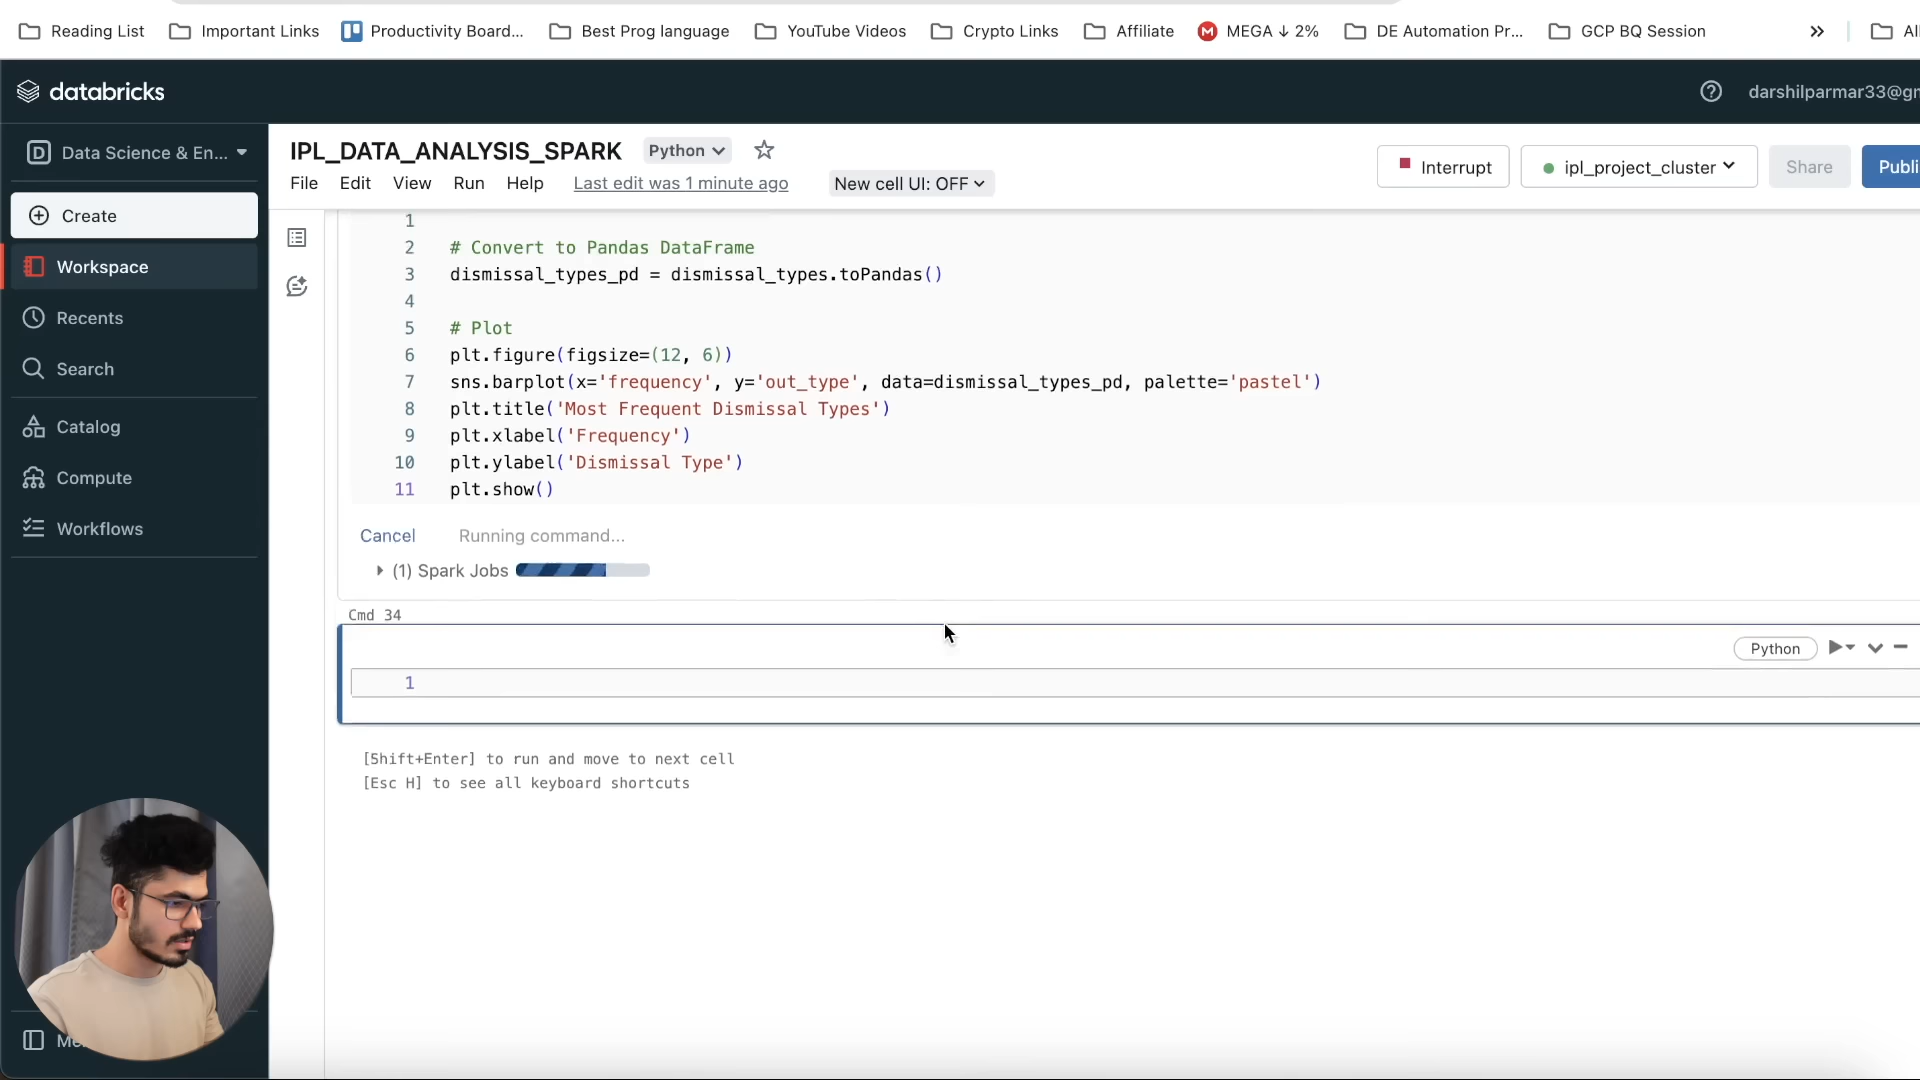 Reading List
Important Links
Productivity Board...
Best Prog language
YouTube Videos
Crypto Links
Affiliate
MEGA ↓ 2%
DE Automation Pr...
GCP BQ Session
databricks
darshilparmar33@gm
Data Science & En...
IPL_DATA_ANALYSIS_SPARK
Python
Interrupt
ipl_project_cluster
Share
File
Edit
View
Run
Help
Last edit was 1 minute ago
New cell UI: OFF
Create
Workspace
Recents
Search
Catalog
Compute
Workflows
1
2 # Convert to Pandas DataFrame
3 dismissal_types_pd = dismissal_types.toPandas()
4
5 # Plot
6 plt.figure(figsize=(12, 6))
7 sns.barplot(x='frequency', y='out_type', data=dismissal_types_pd, palette='pastel')
8 plt.title('Most Frequent Dismissal Types')
9 plt.xlabel('Frequency')
10 plt.ylabel('Dismissal Type')
11 plt.show()
Cancel
Running command...
(1) Spark Jobs
Cmd 34
Python
1
[Shift+Enter] to run and move to next cell
[Esc H] to see all keyboard shortcuts